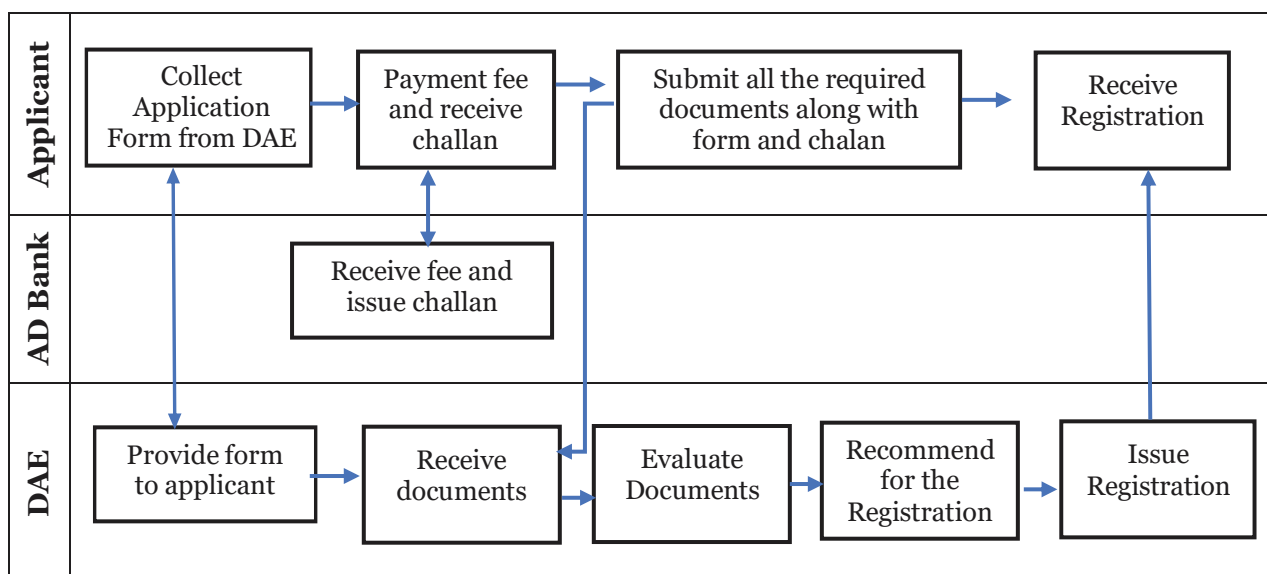 Applicant
Collect
Application
Form from DAE
Payment fee
and receive
challan
Submit all the required
documents along with
form and chalan
Receive
Registration
AD Bank
Receive fee and
issue challan
DAE
Provide form
to applicant
Receive
documents
Evaluate
Documents
Recommend
for the
Registration
Issue
Registration